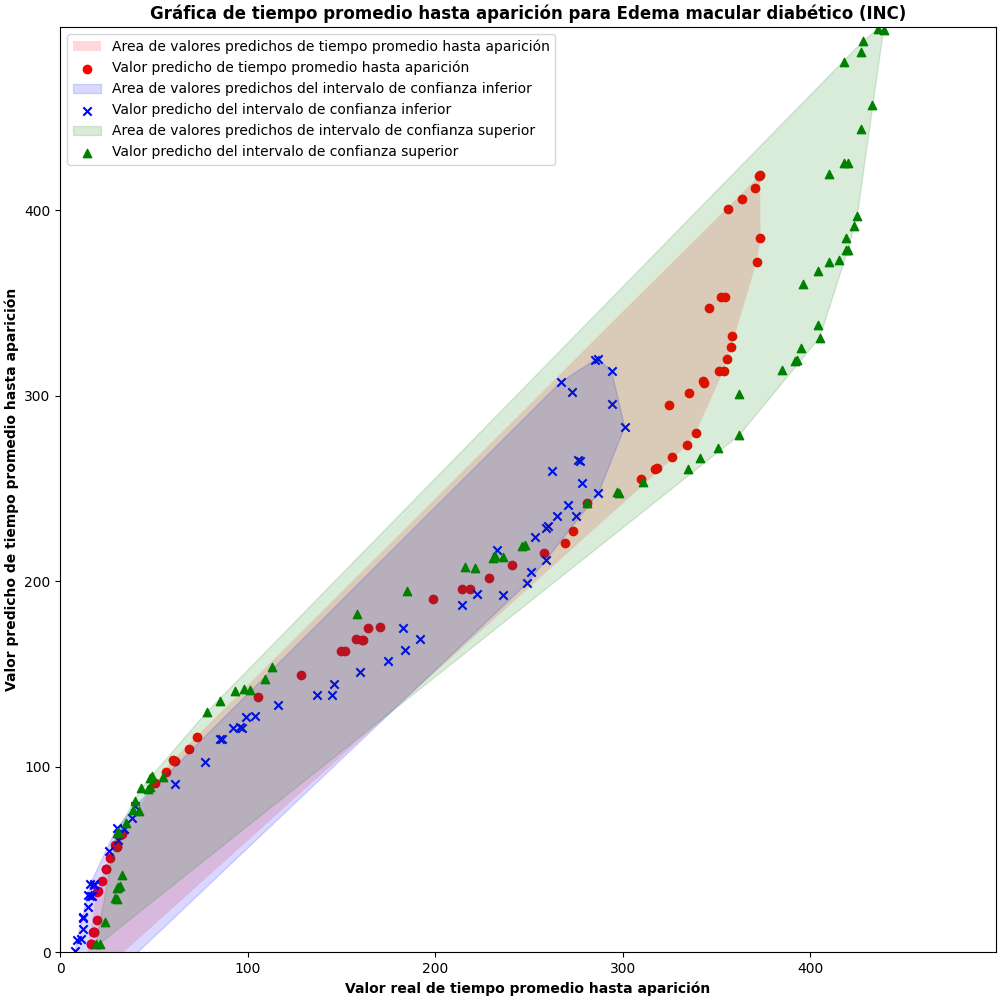 Gráfica de tiempo promedio hasta aparición para Edema macular diabético (INC)
Area de valores predichos de tiempo promedio hasta aparición
Valor predicho de tiempo promedio hasta aparición
Area de valores predichos del intervalo de confianza inferior
Valor predicho del intervalo de confianza inferior
Area de valores predichos de intervalo de confianza superior
Valor predicho del intervalo de confianza superior
Valor predicho de tiempo promedio hasta aparición
400
300
200
100
0
0 100 200 300 400
Valor real de tiempo promedio hasta aparición